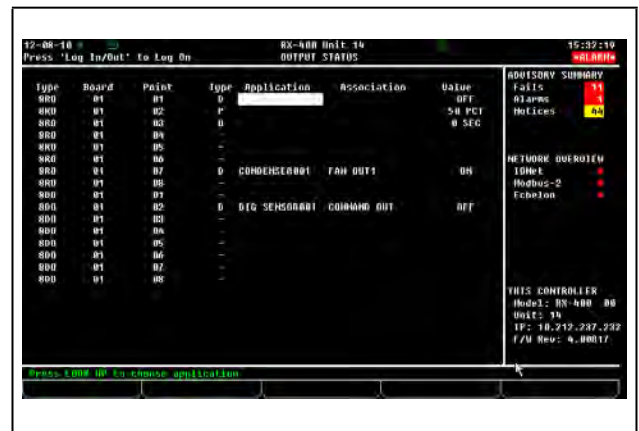 12-08-10 RX-400 Unit 14 15:37:19
Press 'Log In/Out' to Log On OUTPUT STATUS *ALARM*
ADVISORY SUMMARY
Fails 11
Alarms 1
Notices 44
NETWORK OVERVIEW
IONet
Modbus-2
Echelon
THIS CONTROLLER
Model: RX-400 00
Unit: 14
IP: 10.212.237.232
F/W Rev: 4.00B17
Type Board Point Type Application Association Value
8RO 01 01 D OFF
8RO 01 02 P 50 PCT
8RO 01 03 0 SEC
8RO 01 04 -
8RO 01 05 -
8RO 01 06 -
8RO 01 07 D CONDENSER001 FAN OUT1 ON
8RO 01 08 -
8DO 01 01 -
8DO 01 02 D DIG SENSOR001 COMMAND OUT OFF
8DO 01 03 -
8DO 01 04 -
8DO 01 05 -
8DO 01 06 -
8DO 01 07 -
8DO 01 08 -
Press LOOK UP to choose application